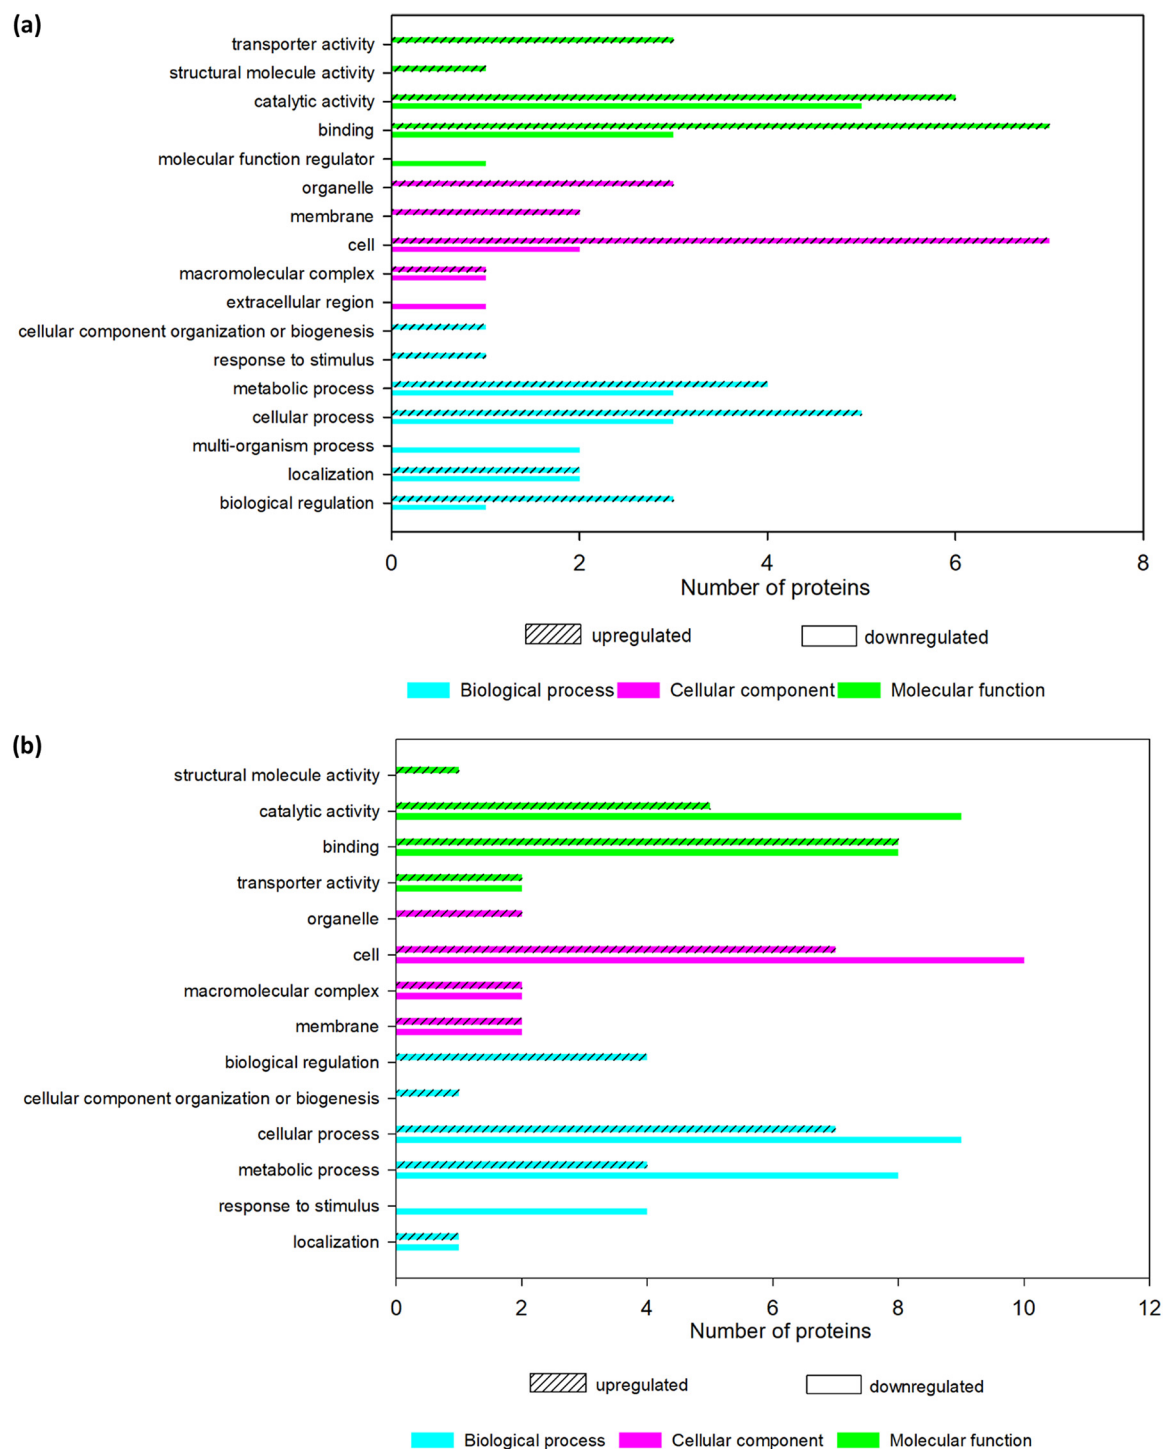 (a)
transporter activity
structural molecule activity
catalytic activity
binding
molecular function regulator
organelle
membrane
cell
macromolecular complex
extracellular region
cellular component organization or biogenesis
response to stimulus
metabolic process
cellular process
multi-organism process
localization
biological regulation
0 2 4 6 8
Number of proteins
upregulated downregulated
Biological process Cellular component Molecular function
(b)
structural molecule activity
catalytic activity
binding
transporter activity
organelle
cell
macromolecular complex
membrane
biological regulation
cellular component organization or biogenesis
cellular process
metabolic process
response to stimulus
localization
0 2 4 6 8 10 12
Number of proteins
upregulated downregulated
Biological process Cellular component Molecular function